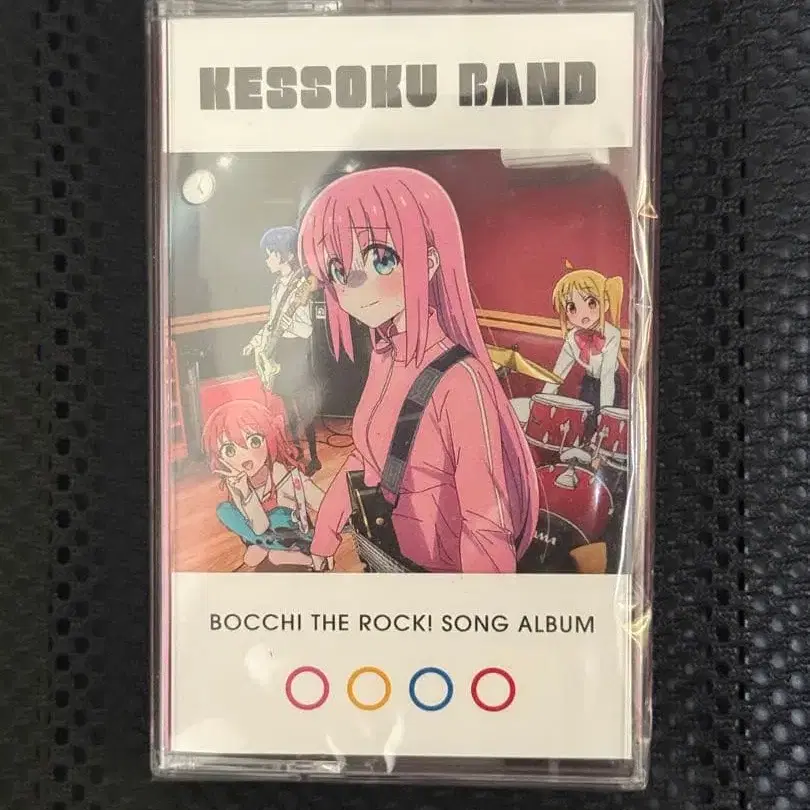 KESSOKU BAND
BOCCHI THE ROCK! SONG ALBUM